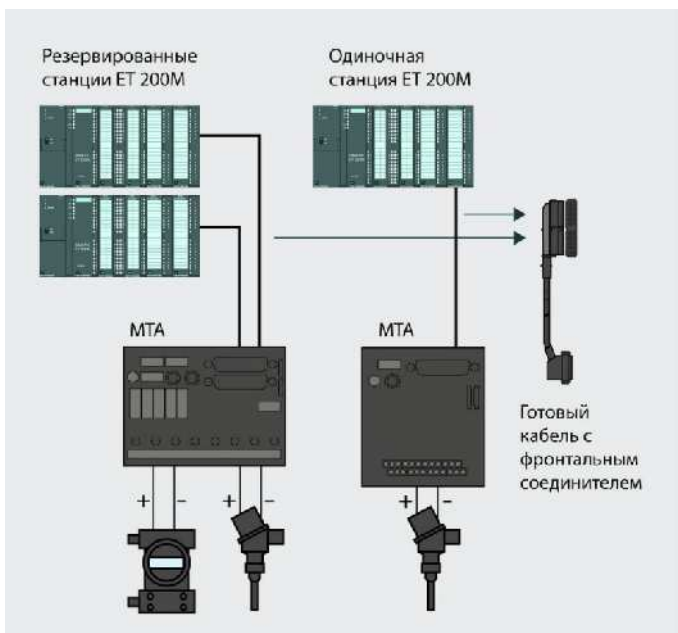 Резервированные
станции ET 200M
Одиночная
станция ET 200M
MTA
MTA
Готовый
кабель с
фронтальным
соединителем
+ -
+ -
+ -